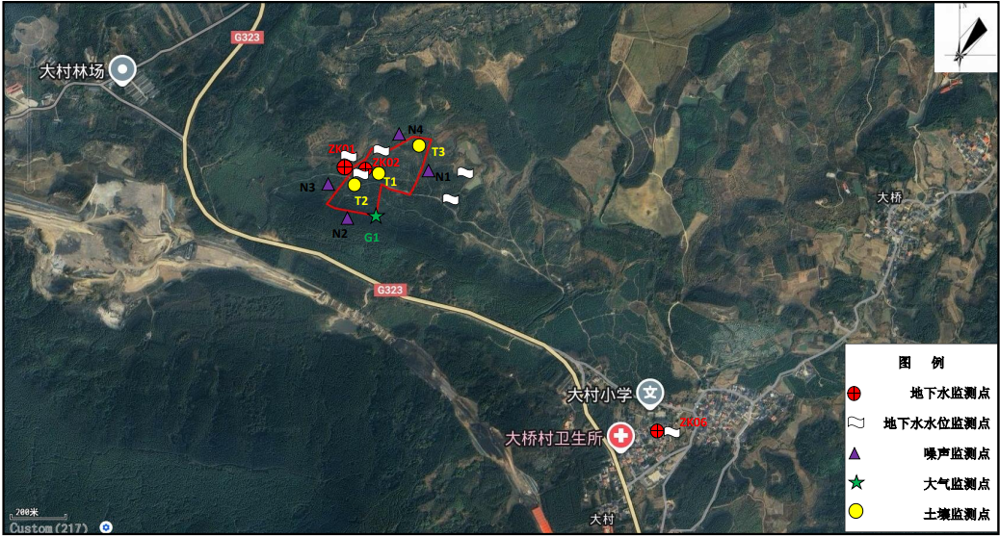 G323
大村林场
N4
ZK01
T3
ZK02
N1
T1
N3
T2
大桥
N2
G1
G323
图 例
大村小学
地下水监测点
ZK06
地下水水位监测点
大桥村卫生所
噪声监测点
大气监测点
200米
土壤监测点
大村
Custom(217)